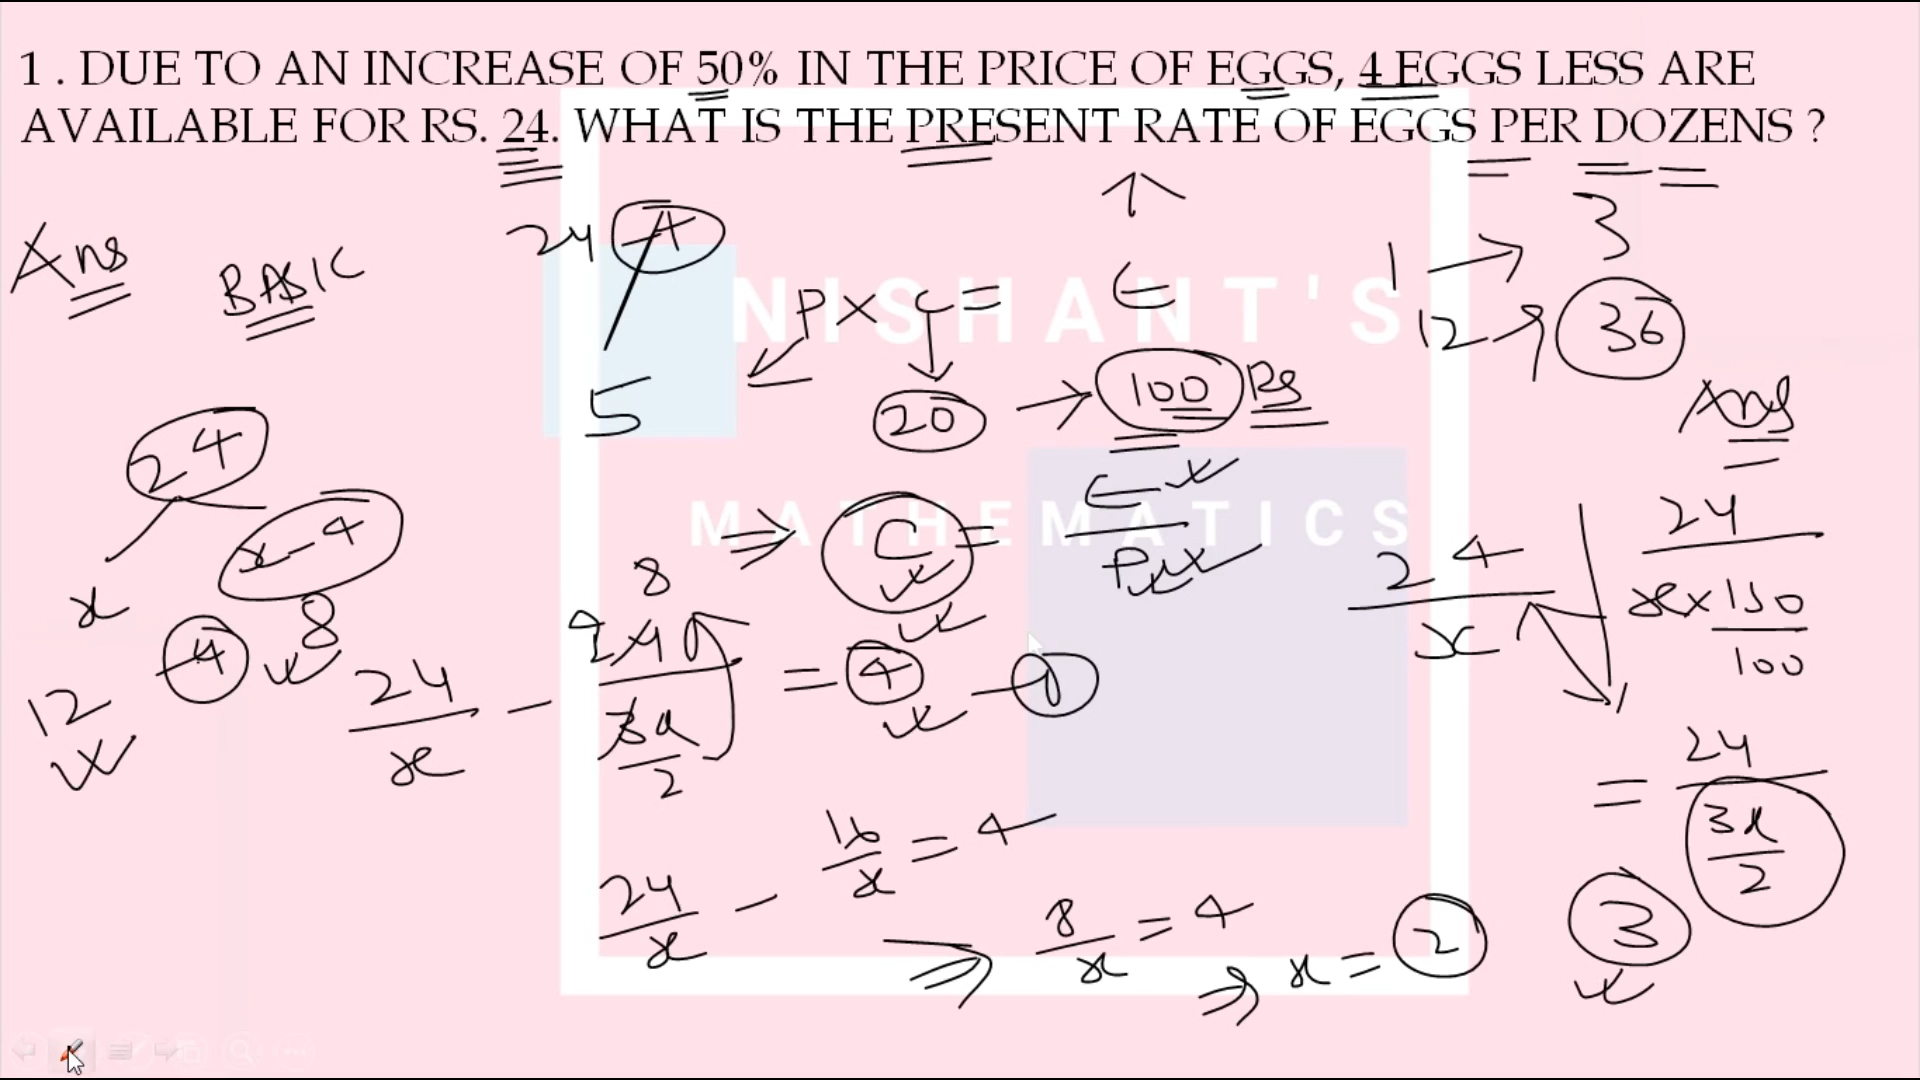 1 . DUE TO AN INCREASE OF 50% IN THE PRICE OF EGGS, 4 EGGS LESS ARE
AVAILABLE FOR RS. 24. WHAT IS THE PRESENT RATE OF EGGS PER DOZENS ?
Ans
BASIC
24
NISHANT'S
P × C = E
1 → 3
12 → 36
5
20 → 100 Rs
Ans
24
x
x-4
MATHEMATICS
⇒ C = E/P
24/x
24/(x×150/100)
12
4
8
24/x - (24)/(3x/2) = 4 - ①
= 24/(3x/2)
24/x - 16/x = 4
⇒ 8/x = 4
⇒ x = 2
3